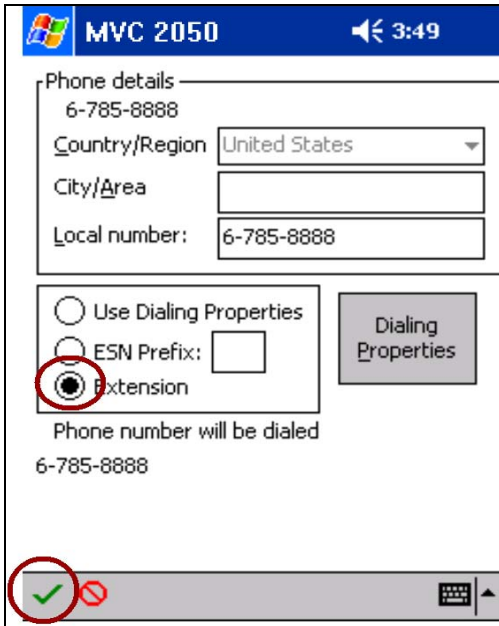 MVC 2050 3:49
Phone details
6-785-8888
Country/Region United States
City/Area
Local number: 6-785-8888
Use Dialing Properties
ESN Prefix:
Extension
Dialing
Properties
Phone number will be dialed
6-785-8888